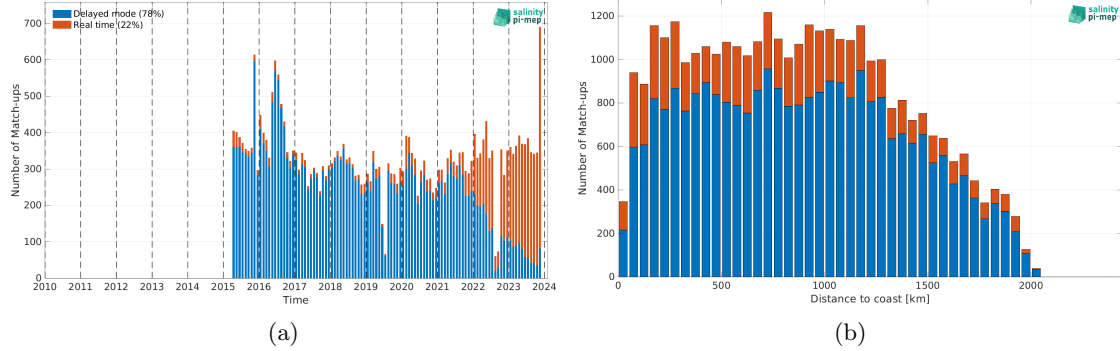 Delayed mode (78%)
Real time (22%)
salinity
pi-mep
Number of Match-ups
700
600
500
400
300
200
100
0
2010 2011 2012 2013 2014 2015 2016 2017 2018 2019 2020 2021 2022 2023 2024
Time
(a)
salinity
pi-mep
Number of Match-ups
1200
1000
800
600
400
200
0
0 500 1000 1500 2000
Distance to coast [km]
(b)